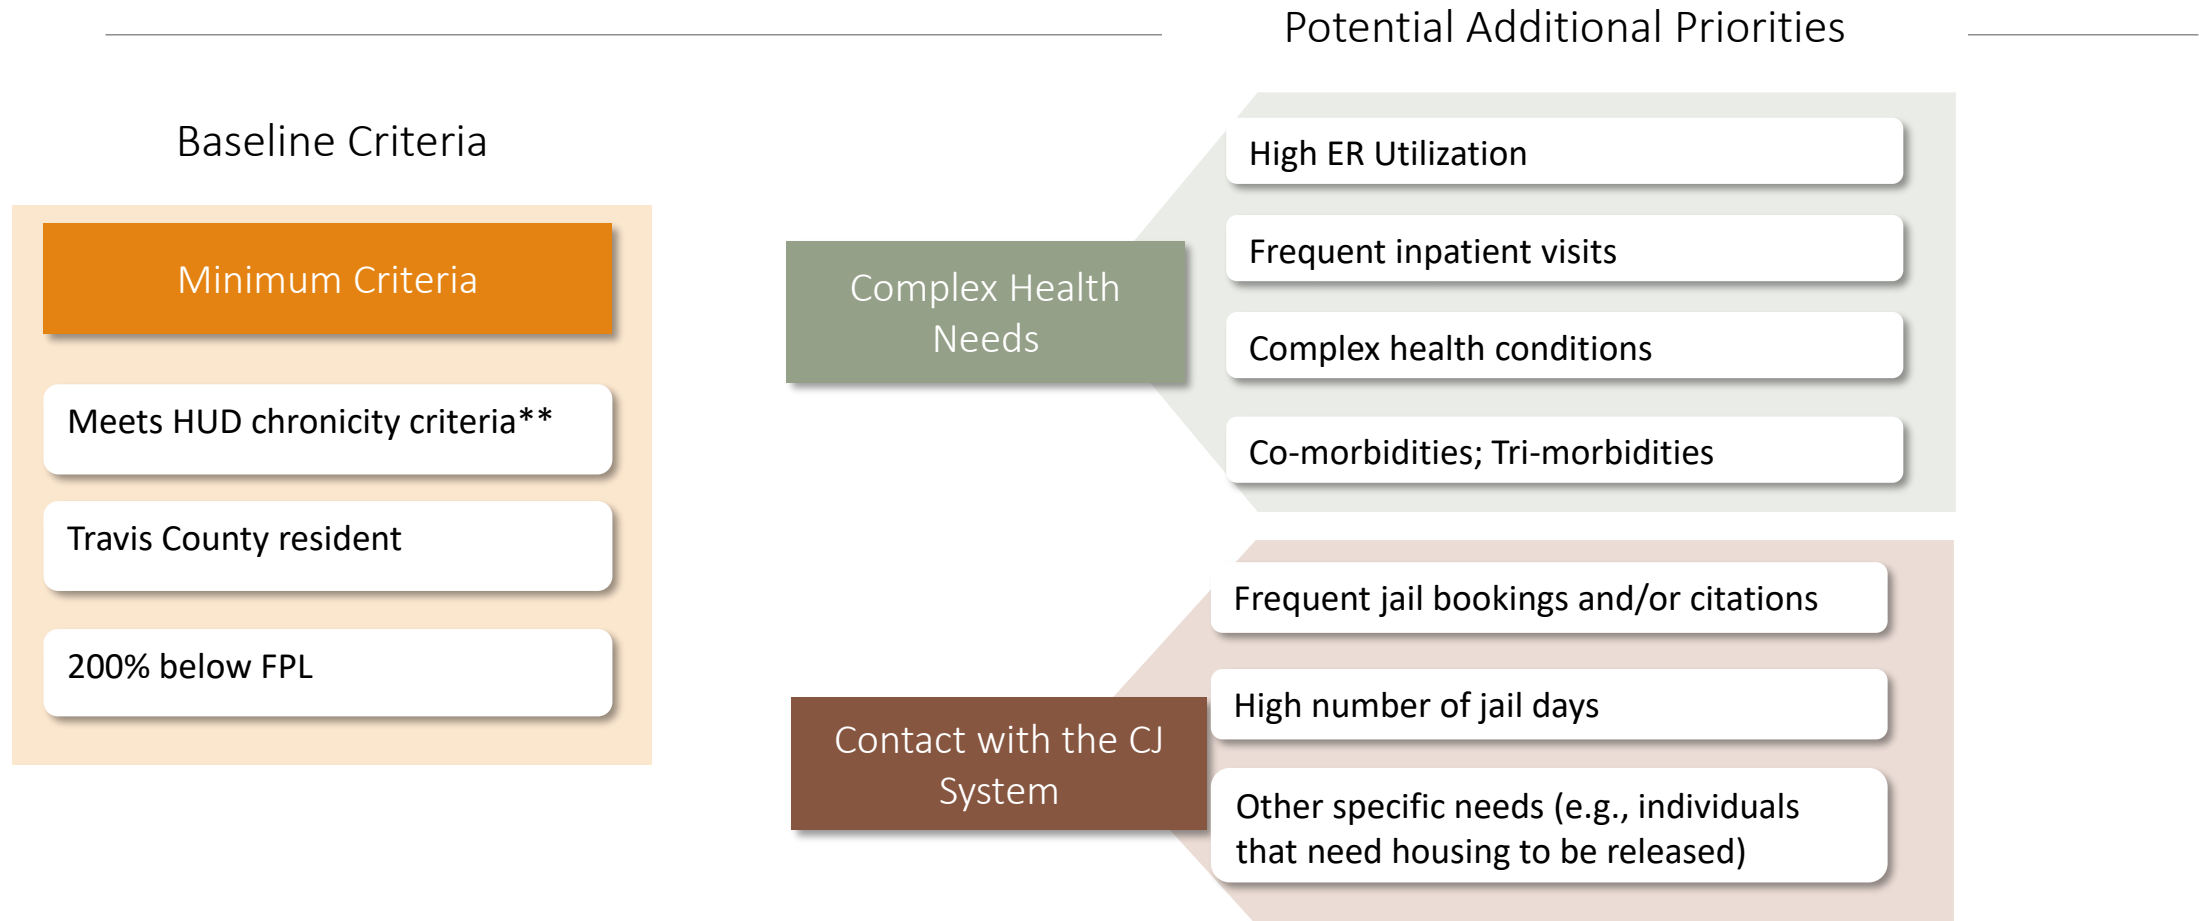 Potential Additional Priorities
Baseline Criteria
Minimum Criteria
Meets HUD chronicity criteria**
Travis County resident
200% below FPL
Complex Health
Needs
High ER Utilization
Frequent inpatient visits
Complex health conditions
Co-morbidities; Tri-morbidities
Contact with the CJ
System
Frequent jail bookings and/or citations
High number of jail days
Other specific needs (e.g., individuals
that need housing to be released)